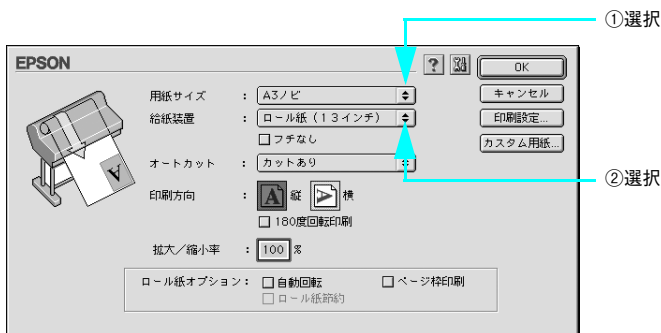 ①選択
EPSON
? OK
用紙サイズ : A3ノビ キャンセル
給紙装置 : ロール紙（13インチ） 印刷設定...
フチなし カスタム用紙...
オートカット : カットあり
②選択
印刷方向 : A 縦 A 横
180度回転印刷
拡大／縮小率 : 100 %
ロール紙オプション： 自動回転 ページ枠印刷
ロール紙節約
A